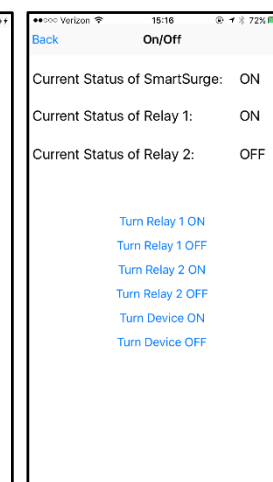 Verizon 15:16 72%
Back On/Off
Current Status of SmartSurge: ON
Current Status of Relay 1: ON
Current Status of Relay 2: OFF
Turn Relay 1 ON
Turn Relay 1 OFF
Turn Relay 2 ON
Turn Relay 2 OFF
Turn Device ON
Turn Device OFF